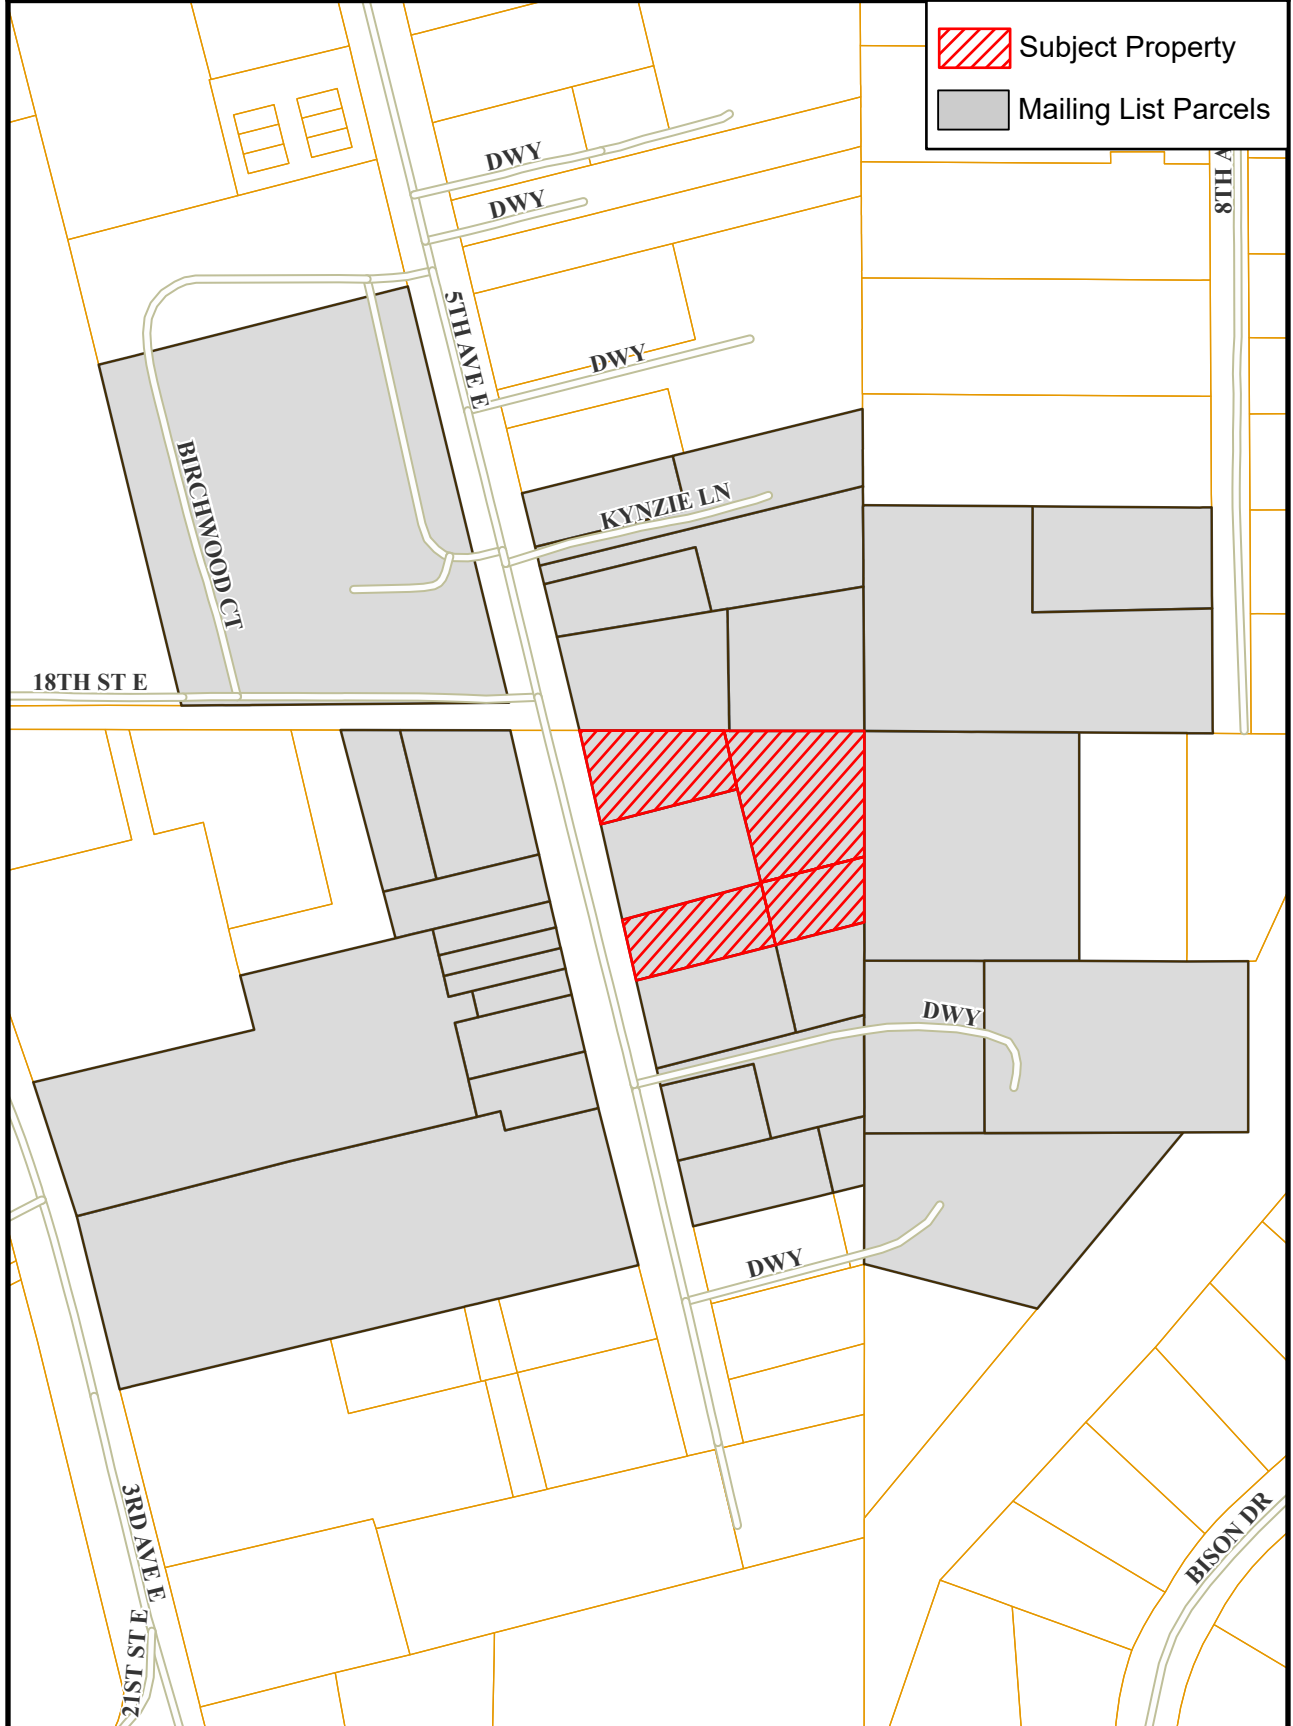 Subject Property
Mailing List Parcels
DWY
8TH A
DWY
5TH AVE E
DWY
BIRCHWOOD CT
KYNZIE LN
18TH ST E
DWY
DWY
3RD AVE E
BISON DR
21ST ST E